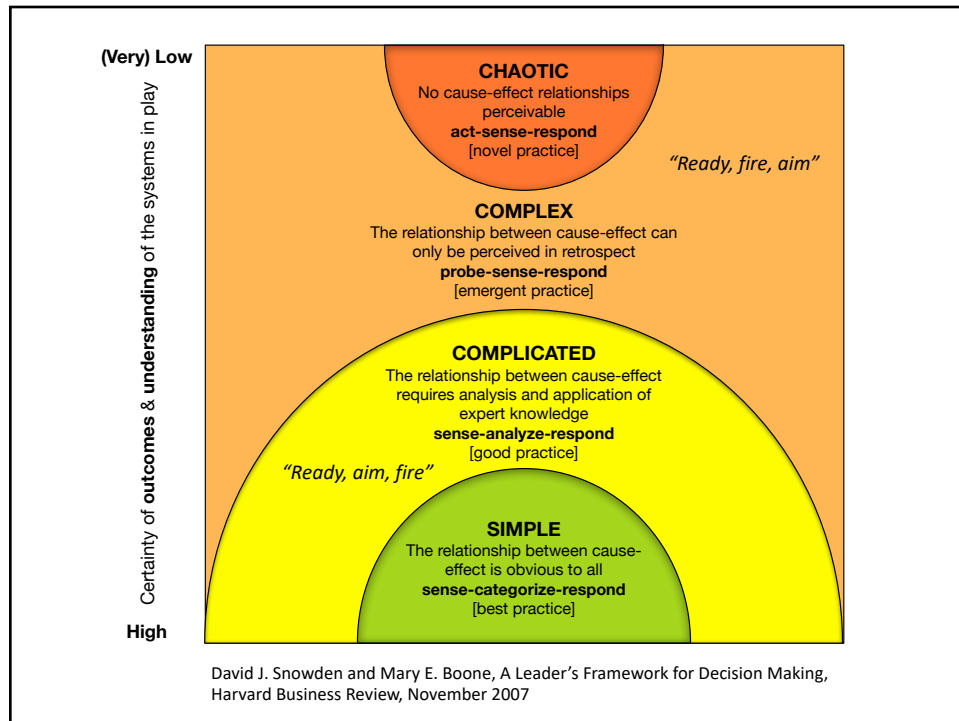 (Very) Low
Certainty of outcomes & understanding of the systems in play
High
CHAOTIC
No cause-effect relationships
perceivable
act-sense-respond
[novel practice]
“Ready, fire, aim”
COMPLEX
The relationship between cause-effect can
only be perceived in retrospect
probe-sense-respond
[emergent practice]
COMPLICATED
The relationship between cause-effect
requires analysis and application of
expert knowledge
sense-analyze-respond
[good practice]
“Ready, aim, fire”
SIMPLE
The relationship between cause-
effect is obvious to all
sense-categorize-respond
[best practice]
David J. Snowden and Mary E. Boone, A Leader’s Framework for Decision Making,
Harvard Business Review, November 2007